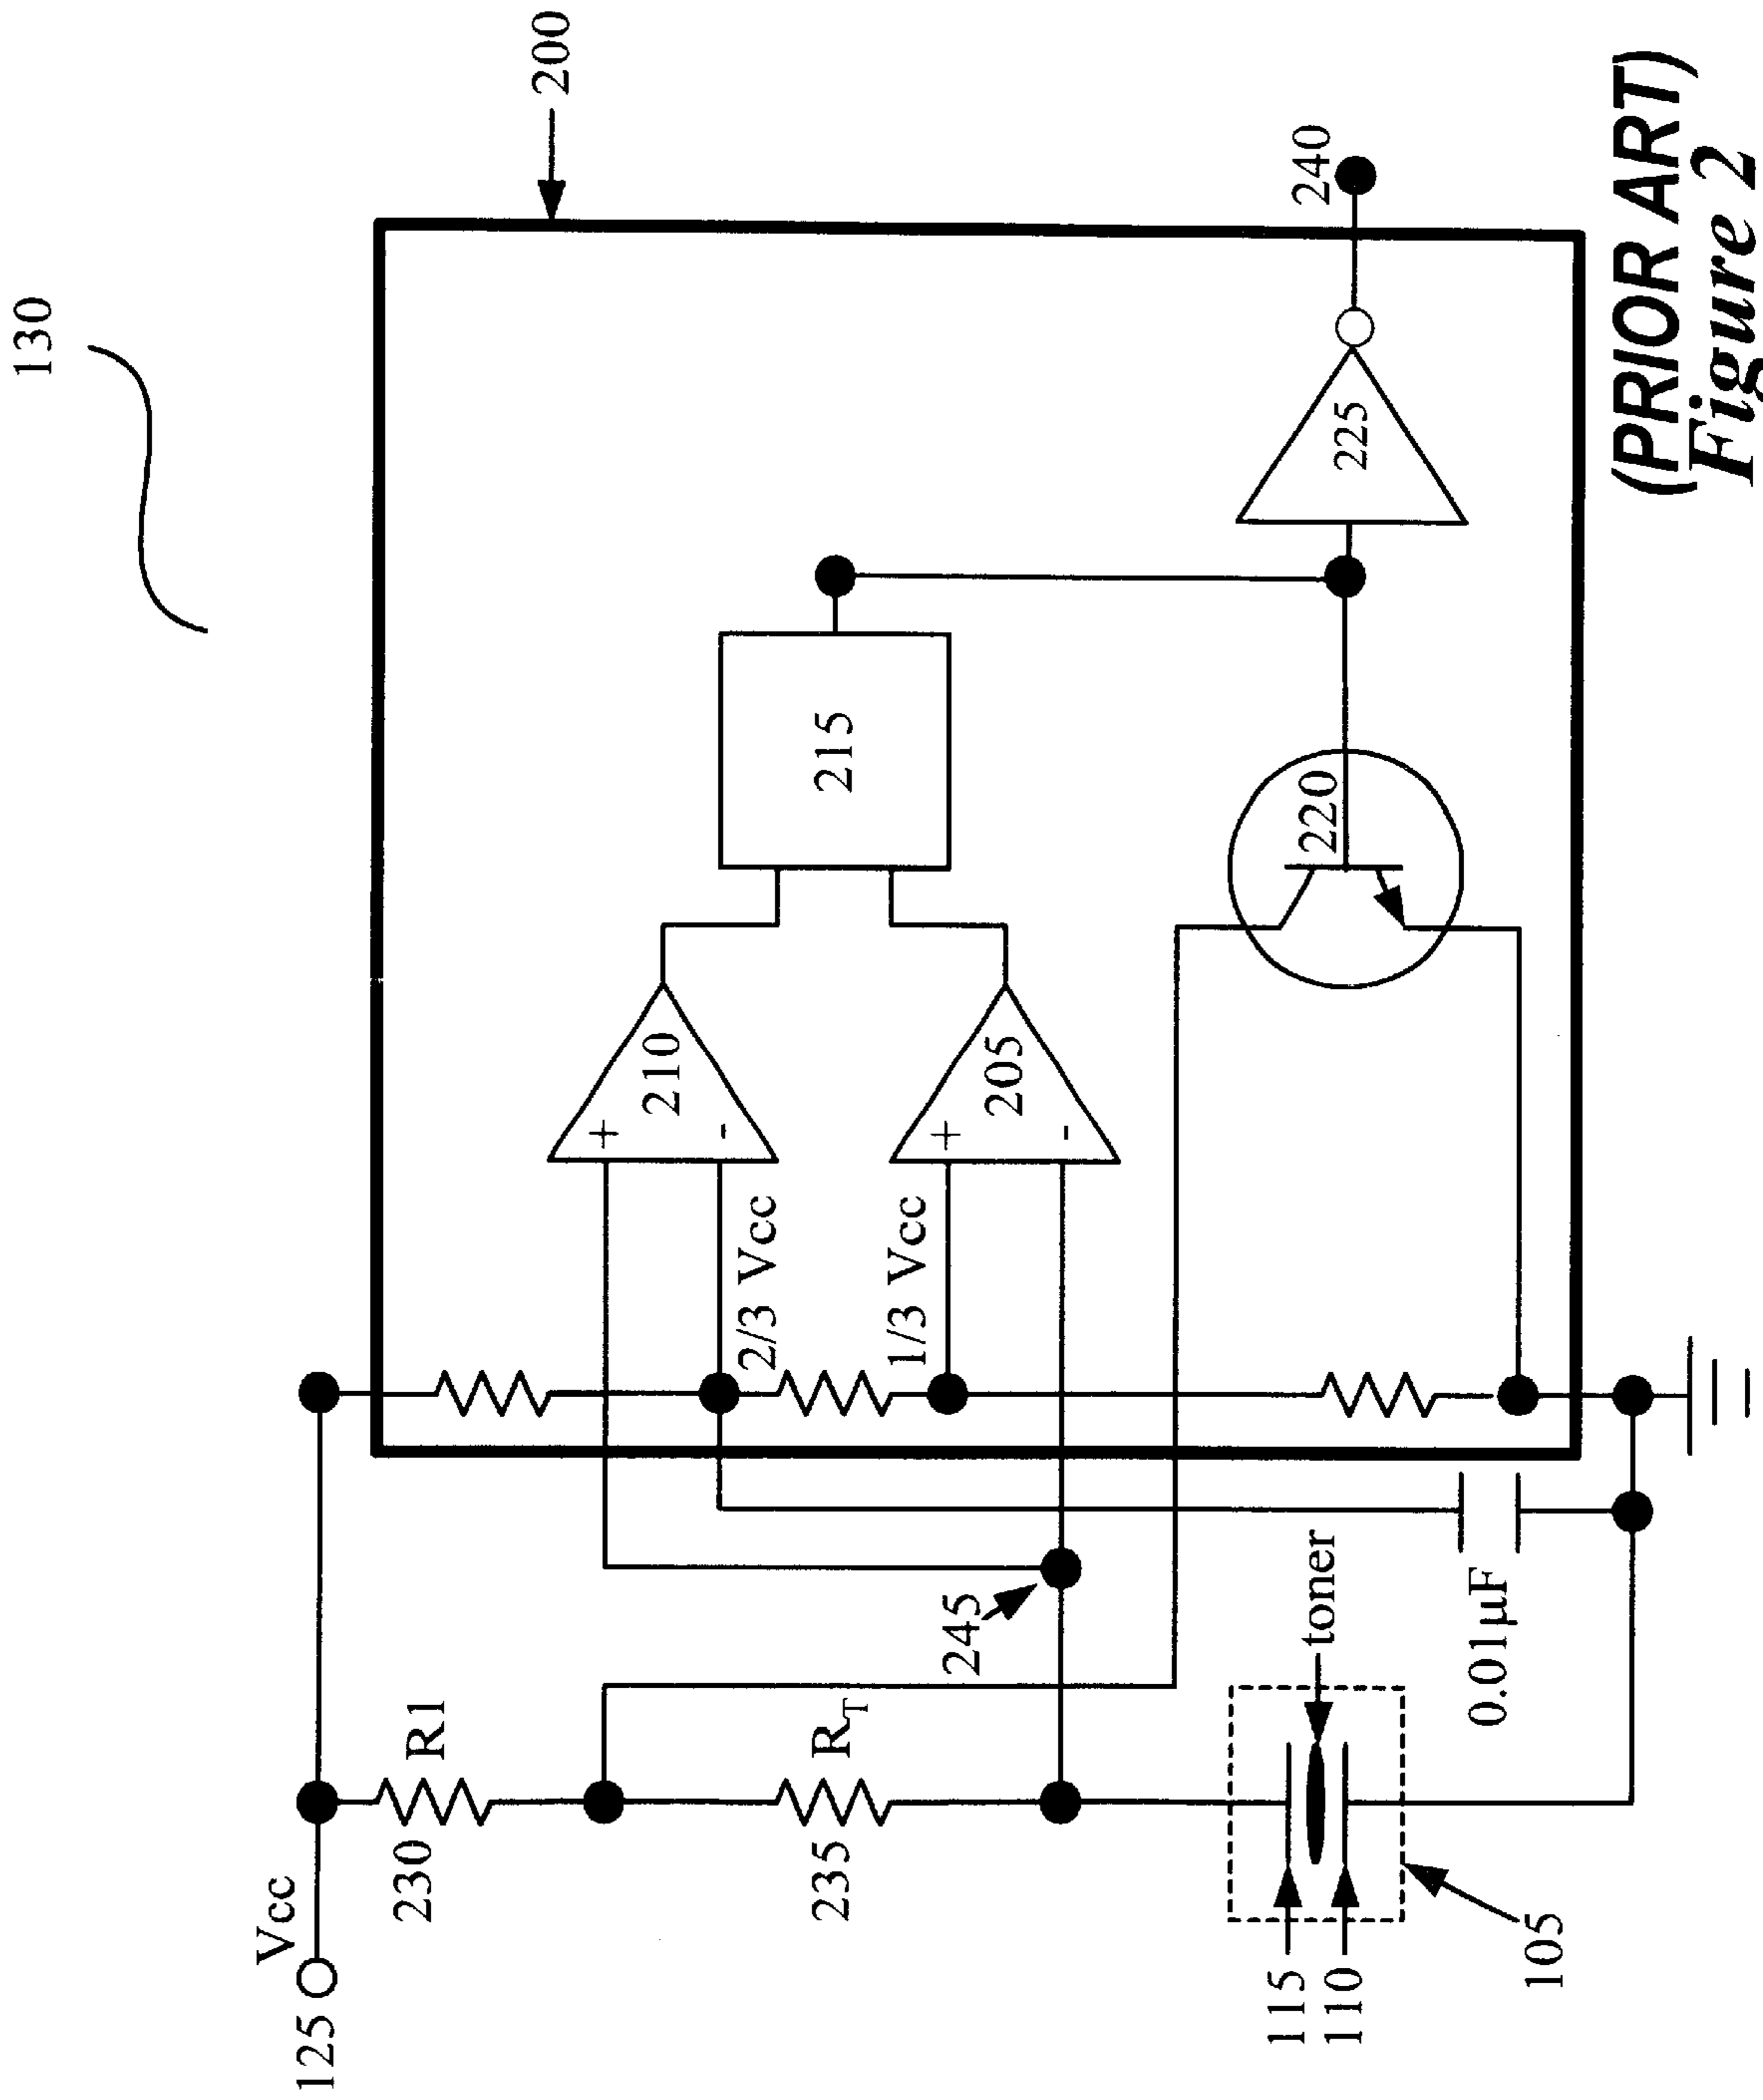 130
200
125
Vcc
230
R1
235
R_T
245
2/3 Vcc
1/3 Vcc
+
-
210
+
-
205
215
220
225
240
115
110
105
toner
0.01µF
(PRIOR ART)
Figure 2